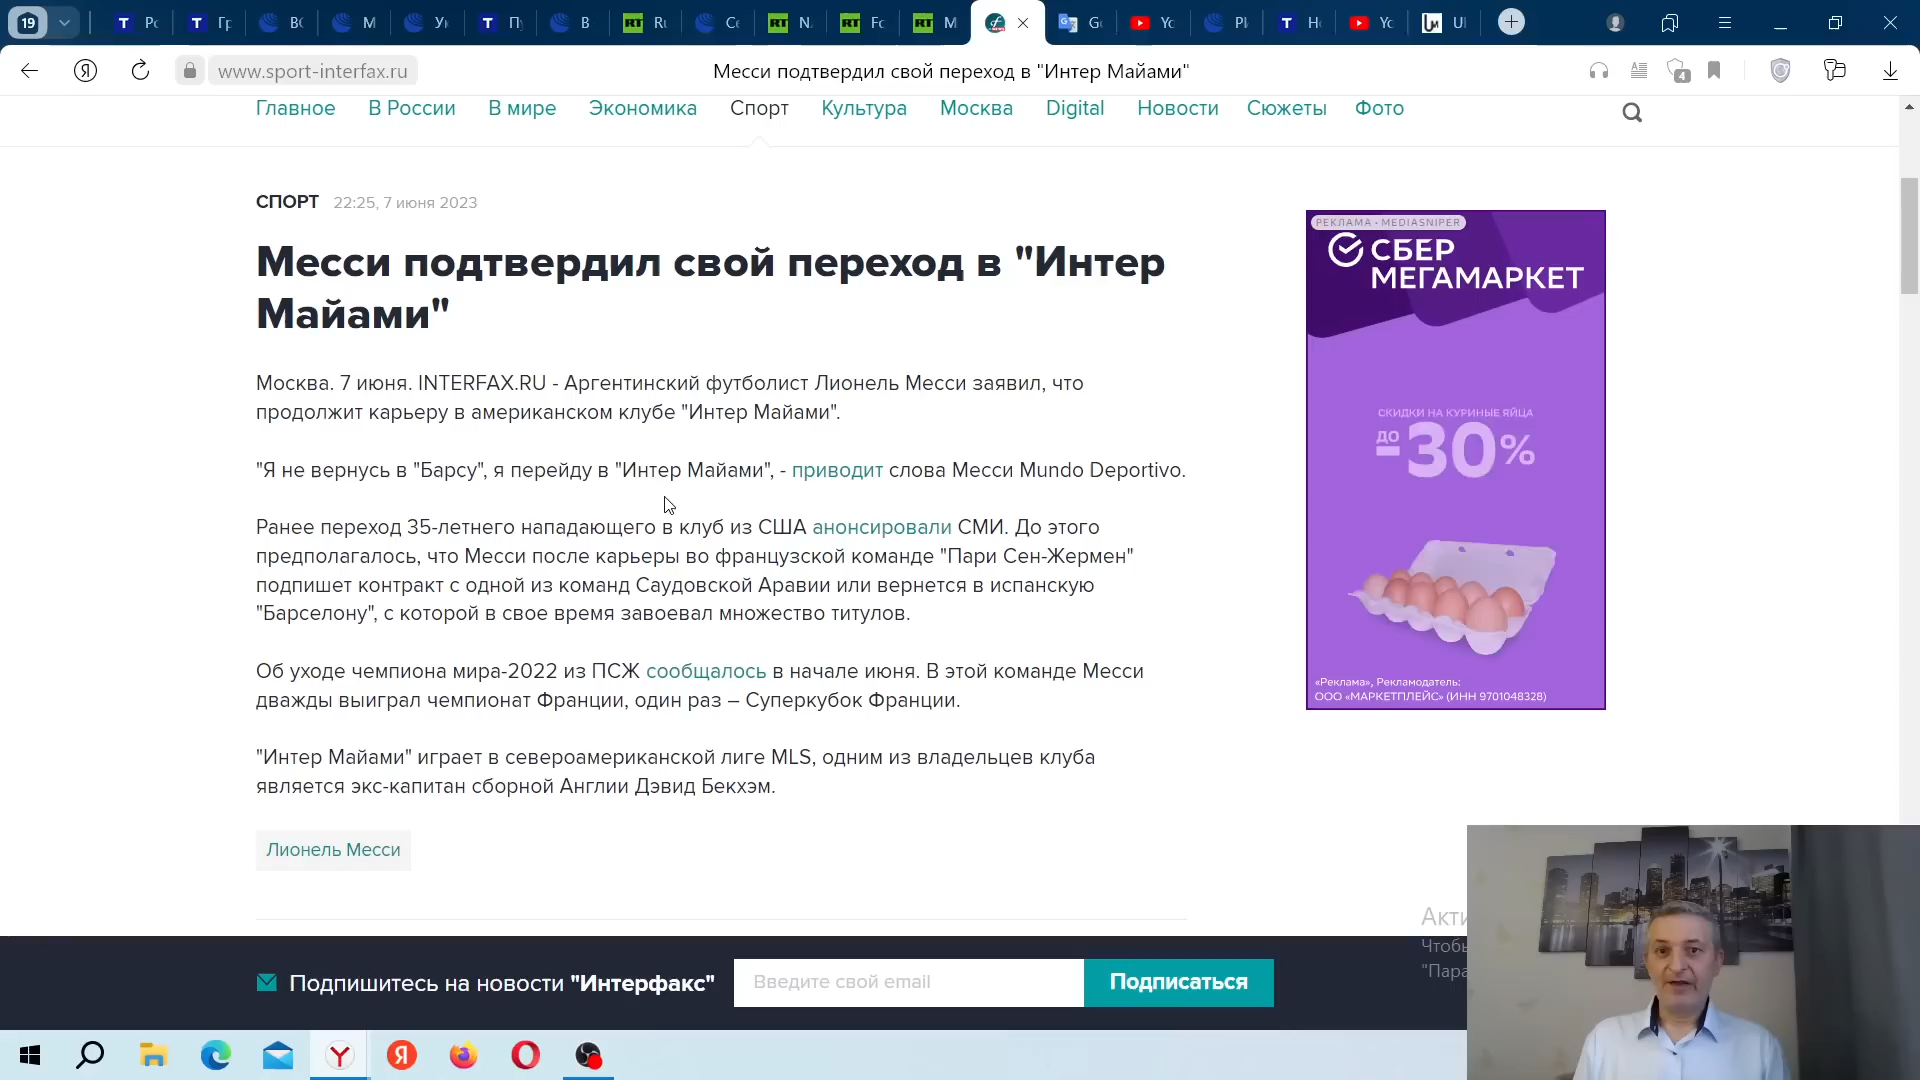 19
www.sport-interfax.ru
Месси подтвердил свой переход в "Интер Майами"
4
Главное В России В мире Экономика Спорт Культура Москва Digital Новости Сюжеты Фото
СПОРТ 22:25, 7 июня 2023
Месси подтвердил свой переход в "Интер
Майами"
Москва. 7 июня. INTERFAX.RU - Аргентинский футболист Лионель Месси заявил, что
продолжит карьеру в американском клубе "Интер Майами".
"Я не вернусь в "Барсу", я перейду в "Интер Майами", - приводит слова Месси Mundo Deportivo.
Ранее переход 35-летнего нападающего в клуб из США анонсировали СМИ. До этого
предполагалось, что Месси после карьеры во французской команде "Пари Сен-Жермен"
подпишет контракт с одной из команд Саудовской Аравии или вернется в испанскую
"Барселону", с которой в свое время завоевал множество титулов.
Об уходе чемпиона мира-2022 из ПСЖ сообщалось в начале июня. В этой команде Месси
дважды выиграл чемпионат Франции, один раз – Суперкубок Франции.
"Интер Майами" играет в североамериканской лиге MLS, одним из владельцев клуба
является экс-капитан сборной Англии Дэвид Бекхэм.
Лионель Месси
РЕКЛАМА • MEDIASNIPER
СБЕР
МЕГАМАРКЕТ
СКИДКИ НА КУРИНЫЕ ЯЙЦА
ДО
-30%
«Реклама», Рекламодатель:
ООО «МАРКЕТПЛЕЙС» (ИНН 9701048328)
Подпишитесь на новости "Интерфакс" Введите свой email Подписаться